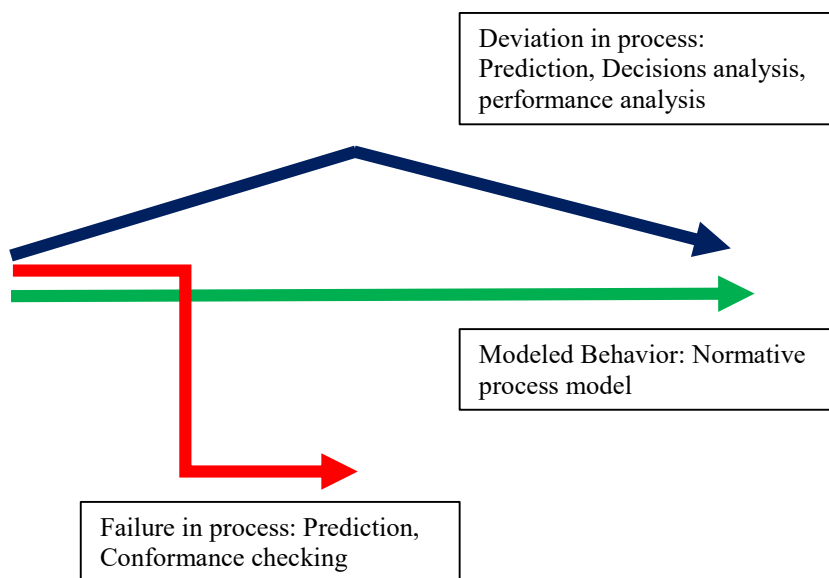 Deviation in process:
Prediction, Decisions analysis,
performance analysis
Modeled Behavior: Normative
process model
Failure in process: Prediction,
Conformance checking